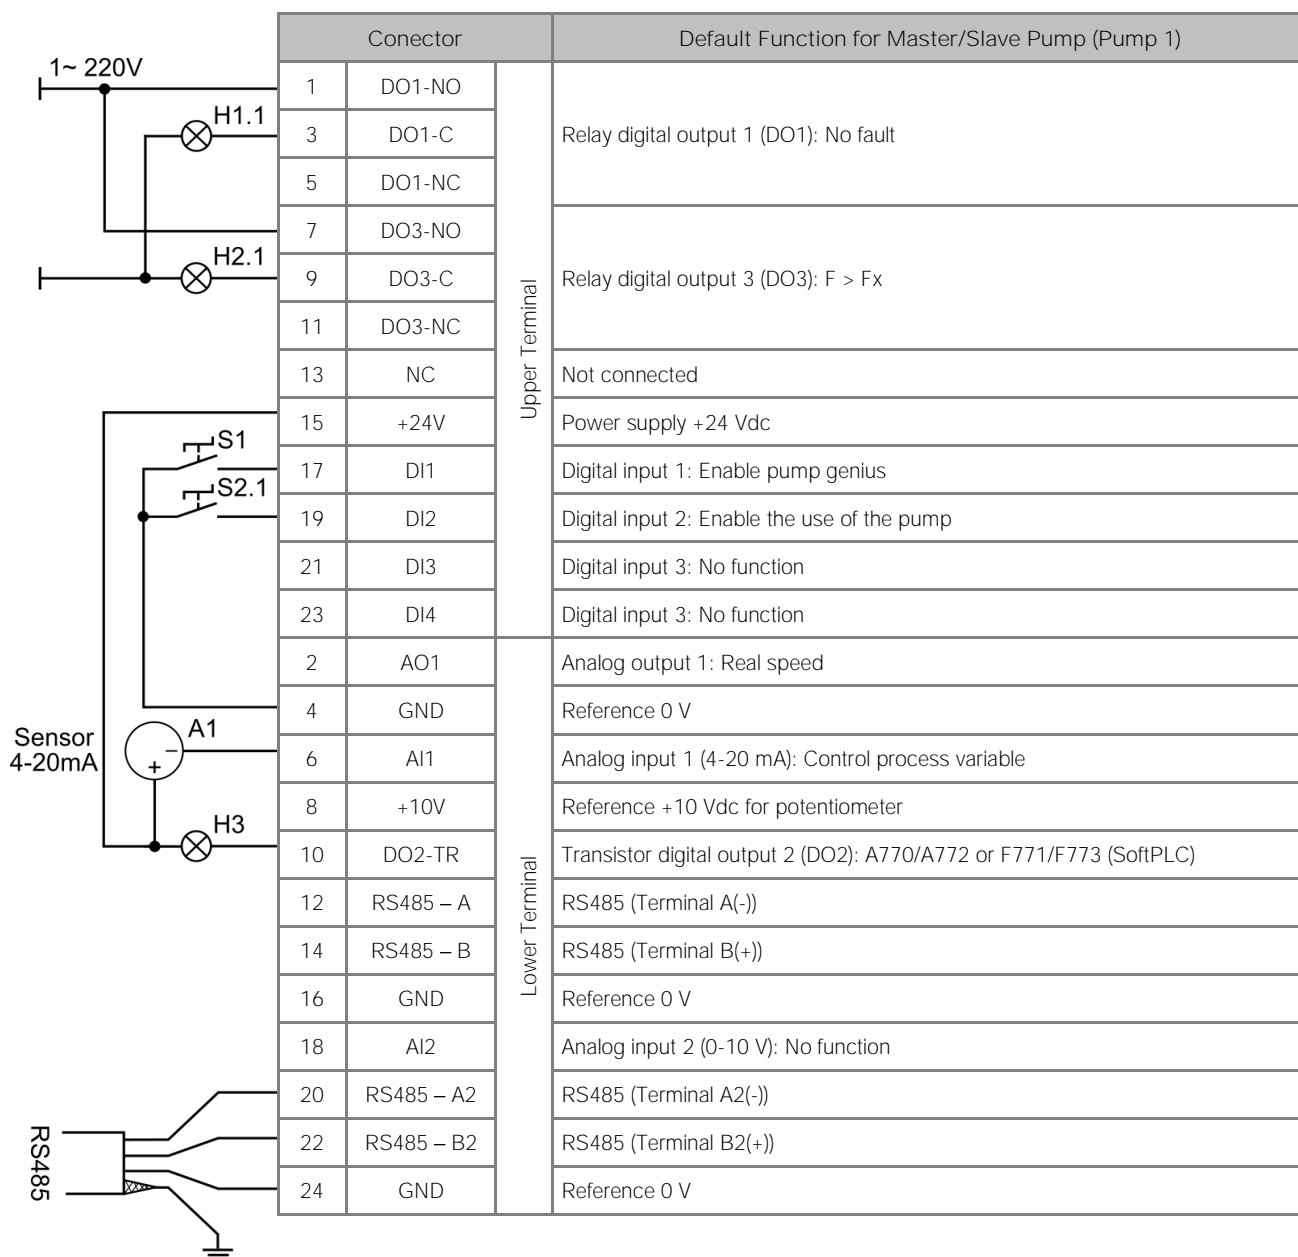 Conector Default Function for Master/Slave Pump (Pump 1)
1~ 220V
1 DO1-NO
H1.1
3 DO1-C Relay digital output 1 (DO1): No fault
5 DO1-NC
7 DO3-NO
H2.1
9 DO3-C Relay digital output 3 (DO3): F > Fx
11 DO3-NC
Upper Terminal
13 NC Not connected
15 +24V Power supply +24 Vdc
S1
17 DI1 Digital input 1: Enable pump genius
S2.1
19 DI2 Digital input 2: Enable the use of the pump
21 DI3 Digital input 3: No function
23 DI4 Digital input 3: No function
2 AO1 Analog output 1: Real speed
4 GND Reference 0 V
Sensor
4-20mA
A1
–
+
6 AI1 Analog input 1 (4-20 mA): Control process variable
8 +10V Reference +10 Vdc for potentiometer
H3
10 DO2-TR Transistor digital output 2 (DO2): A770/A772 or F771/F773 (SoftPLC)
Lower Terminal
12 RS485 – A RS485 (Terminal A(-))
14 RS485 – B RS485 (Terminal B(+))
16 GND Reference 0 V
18 AI2 Analog input 2 (0-10 V): No function
20 RS485 – A2 RS485 (Terminal A2(-))
RS485
22 RS485 – B2 RS485 (Terminal B2(+))
24 GND Reference 0 V